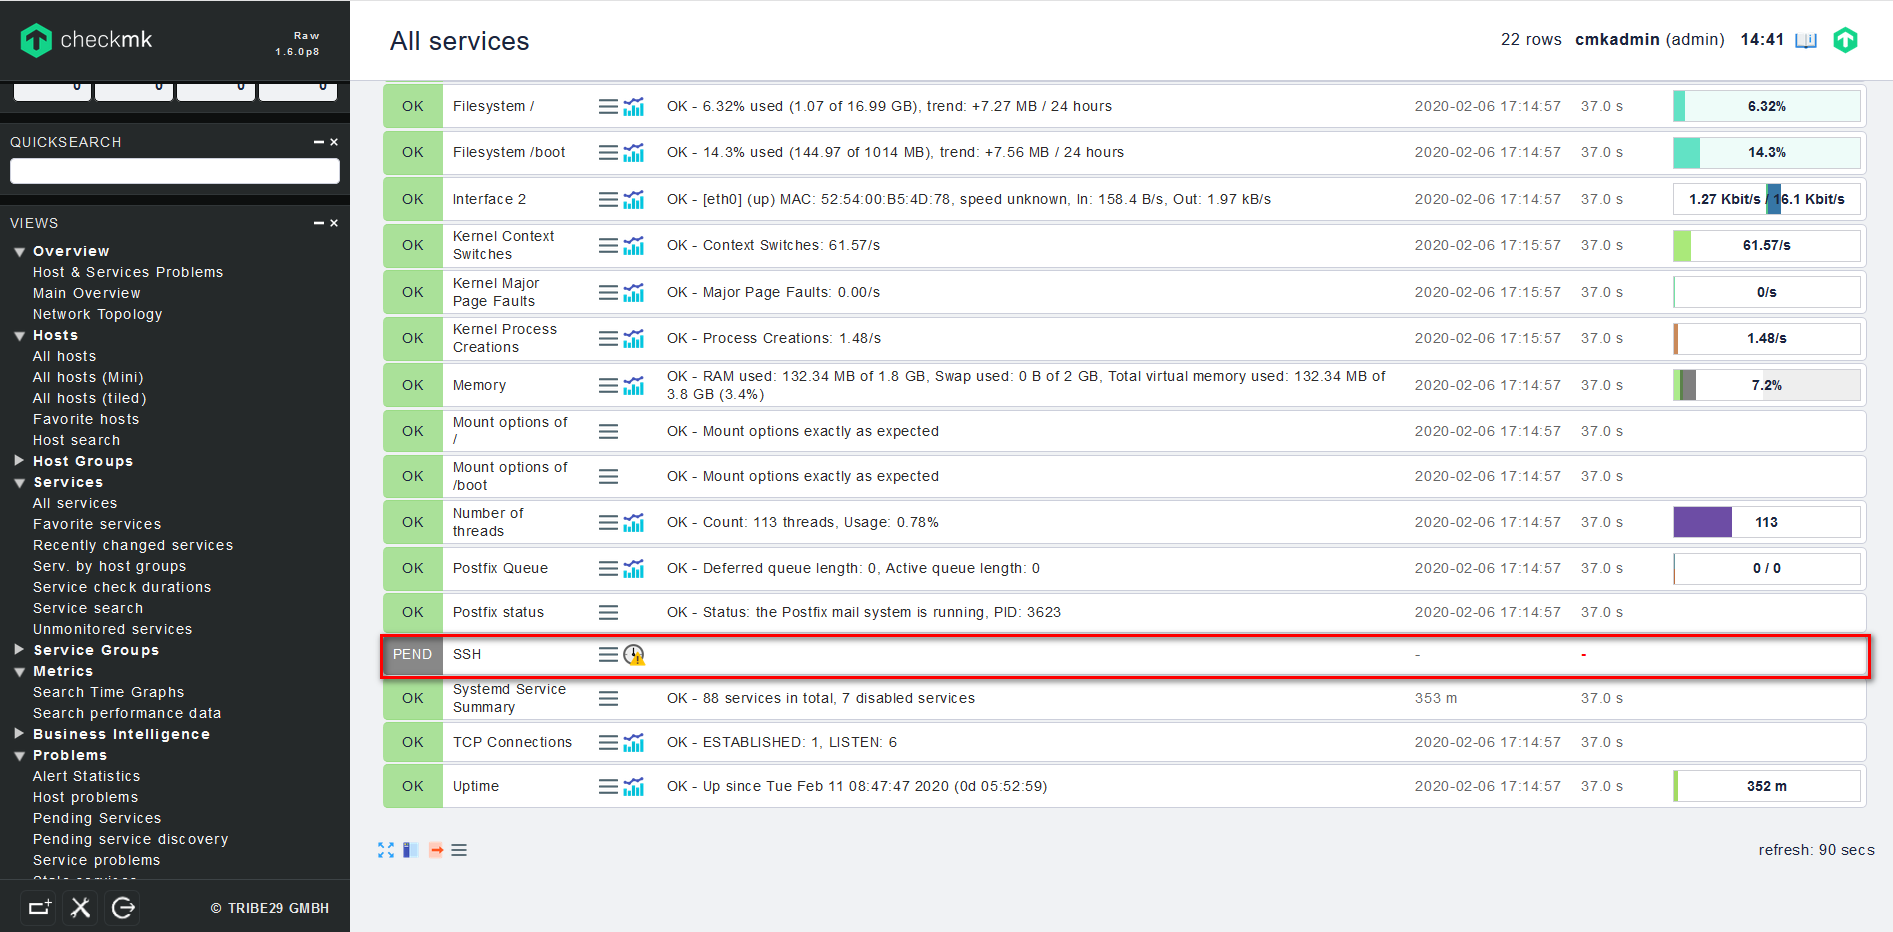 checkmk
Raw
1.6.0p8
All services
22 rows cmkadmin (admin) 14:41
0 0 0 0
QUICKSEARCH
VIEWS
Overview
Host & Services Problems
Main Overview
Network Topology
Hosts
All hosts
All hosts (Mini)
All hosts (tiled)
Favorite hosts
Host search
Host Groups
Services
All services
Favorite services
Recently changed services
Serv. by host groups
Service check durations
Service search
Unmonitored services
Service Groups
Metrics
Search Time Graphs
Search performance data
Business Intelligence
Problems
Alert Statistics
Host problems
Pending Services
Pending service discovery
Service problems
Stale services
© TRIBE29 GMBH
OK Filesystem / OK - 6.32% used (1.07 of 16.99 GB), trend: +7.27 MB / 24 hours 2020-02-06 17:14:57 37.0 s 6.32%
OK Filesystem /boot OK - 14.3% used (144.97 of 1014 MB), trend: +7.56 MB / 24 hours 2020-02-06 17:14:57 37.0 s 14.3%
OK Interface 2 OK - [eth0] (up) MAC: 52:54:00:B5:4D:78, speed unknown, In: 158.4 B/s, Out: 1.97 kB/s 2020-02-06 17:14:57 37.0 s 1.27 Kbit/s / 16.1 Kbit/s
OK Kernel Context
Switches OK - Context Switches: 61.57/s 2020-02-06 17:15:57 37.0 s 61.57/s
OK Kernel Major
Page Faults OK - Major Page Faults: 0.00/s 2020-02-06 17:15:57 37.0 s 0/s
OK Kernel Process
Creations OK - Process Creations: 1.48/s 2020-02-06 17:15:57 37.0 s 1.48/s
OK Memory OK - RAM used: 132.34 MB of 1.8 GB, Swap used: 0 B of 2 GB, Total virtual memory used: 132.34 MB of
3.8 GB (3.4%) 2020-02-06 17:14:57 37.0 s 7.2%
OK Mount options of
/ OK - Mount options exactly as expected 2020-02-06 17:14:57 37.0 s
OK Mount options of
/boot OK - Mount options exactly as expected 2020-02-06 17:14:57 37.0 s
OK Number of
threads OK - Count: 113 threads, Usage: 0.78% 2020-02-06 17:14:57 37.0 s 113
OK Postfix Queue OK - Deferred queue length: 0, Active queue length: 0 2020-02-06 17:14:57 37.0 s 0 / 0
OK Postfix status OK - Status: the Postfix mail system is running, PID: 3623 2020-02-06 17:14:57 37.0 s
PEND SSH - -
OK Systemd Service
Summary OK - 88 services in total, 7 disabled services 353 m 37.0 s
OK TCP Connections OK - ESTABLISHED: 1, LISTEN: 6 2020-02-06 17:14:57 37.0 s
OK Uptime OK - Up since Tue Feb 11 08:47:47 2020 (0d 05:52:59) 2020-02-06 17:14:57 37.0 s 352 m
refresh: 90 secs